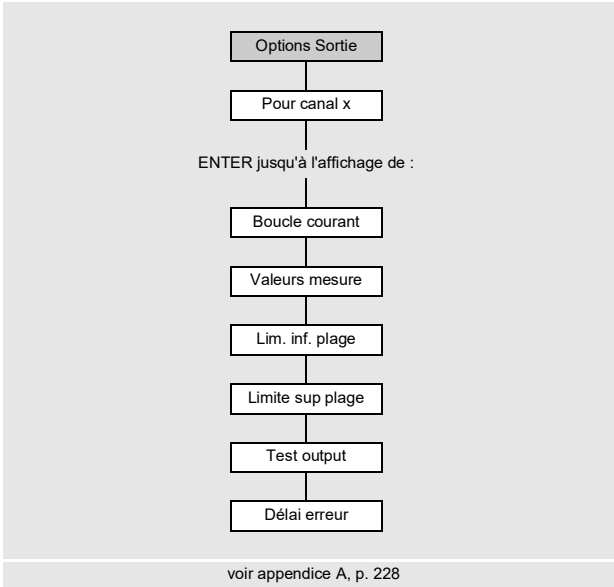 Options Sortie
Pour canal x
ENTER jusqu'à l'affichage de :
Boucle courant
Valeurs mesure
Lim. inf. plage
Limite sup plage
Test output
Délai erreur
voir appendice A, p. 228